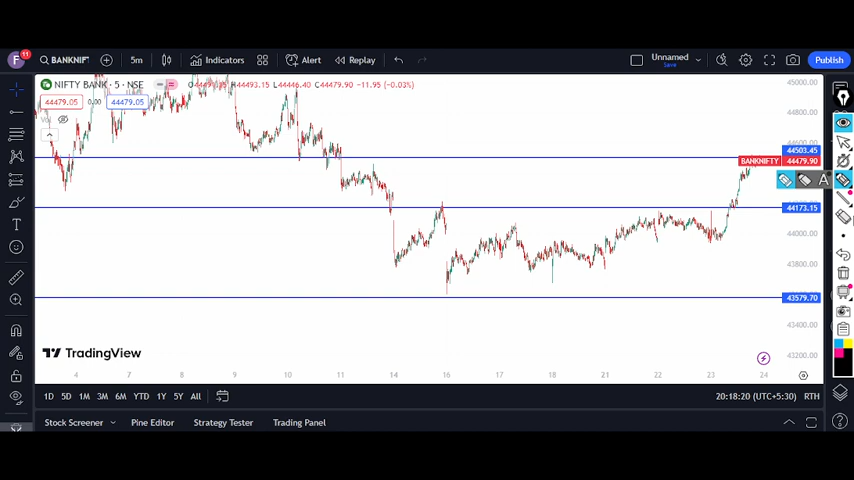 F 11 BANKNIFTY 5m Indicators Alert Replay Unnamed Save Publish
NIFTY BANK · 5 · NSE H44493.15 L44446.40 C44479.90 −11.95 (−0.03%)
44479.05 0.00 44479.05
45000.00
44800.00
44503.45
BANKNIFTY 44479.90
A
44173.15
44000.00
43800.00
43579.70
43400.00
43200.00
TradingView
4 7 8 9 10 11 14 16 17 18 21 22 23 24
1D 5D 1M 3M 6M YTD 1Y 5Y All 20:18:20 (UTC+5:30) RTH
Stock Screener Pine Editor Strategy Tester Trading Panel